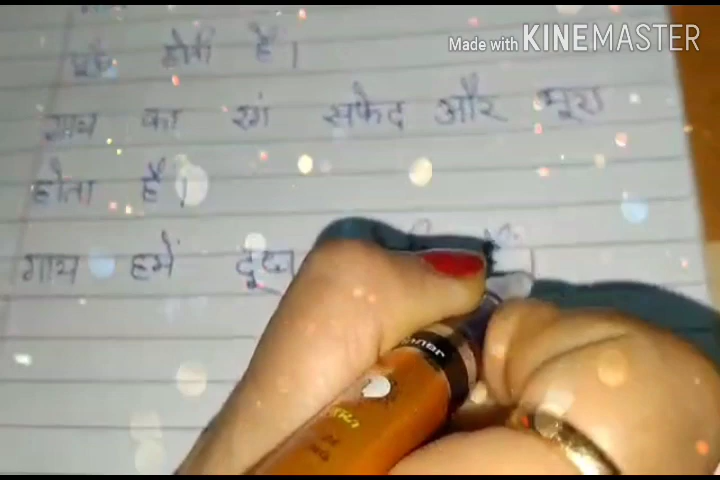 Made with KINEMASTER
होती है।
गाय का रंग सफेद और भूरा
होता है।
गाय हमें दूध